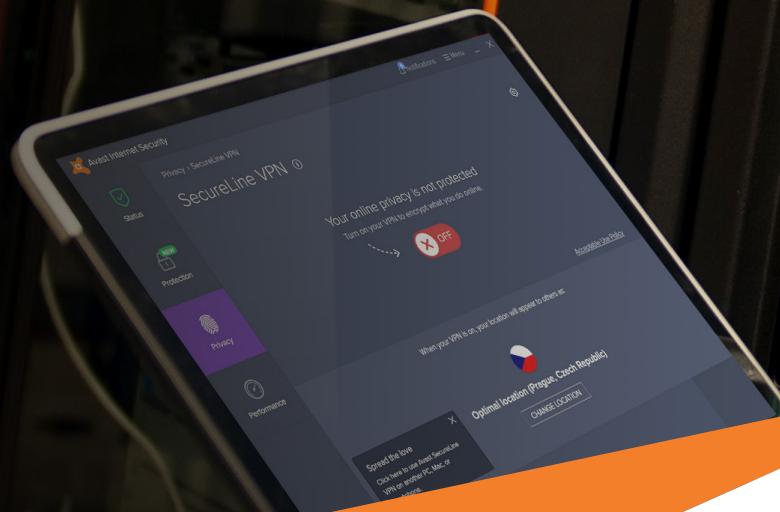 Notifications
Menu
Avast Internet Security
Privacy › SecureLine VPN
SecureLine VPN
Status
Your online privacy is not protected
Turn on your VPN to encrypt what you do online.
OFF
NEW
Protection
Acceptable Use Policy
Privacy
When your VPN is on, your location will appear to others as:
Optimal location (Prague, Czech Republic)
CHANGE LOCATION
Performance
Spread the love
Click here to use Avast SecureLine
VPN on another PC, Mac, or